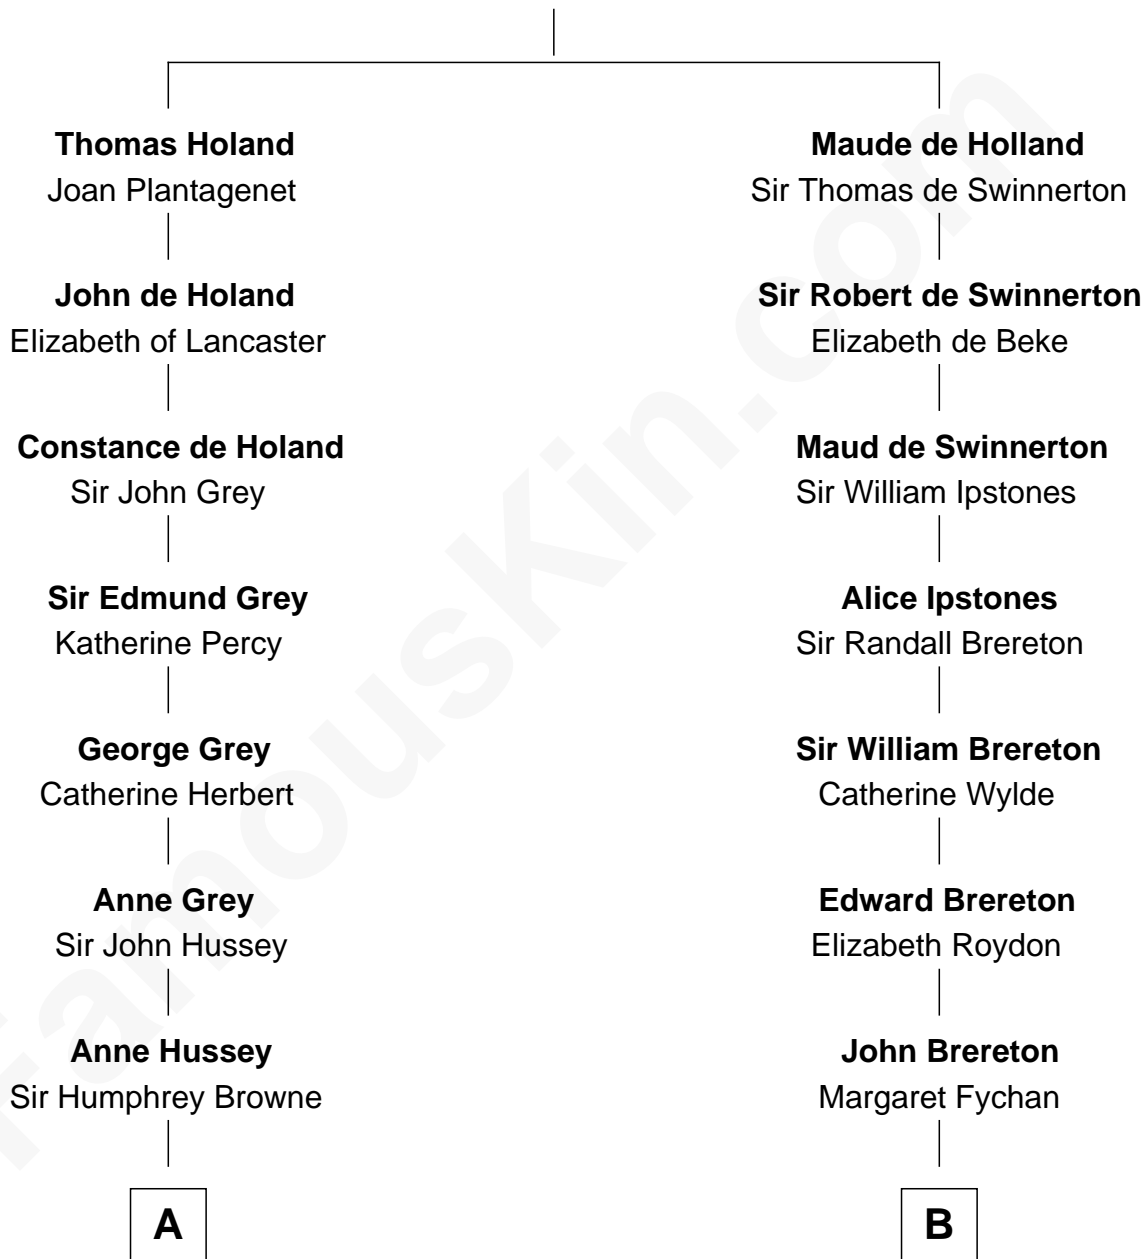 Thomas Holand
Joan Plantagenet
John de Holand
Elizabeth of Lancaster
Constance de Holand
Sir John Grey
Sir Edmund Grey
Katherine Percy
George Grey
Catherine Herbert
Anne Grey
Sir John Hussey
Anne Hussey
Sir Humphrey Browne
A
Maude de Holland
Sir Thomas de Swinnerton
Sir Robert de Swinnerton
Elizabeth de Beke
Maud de Swinnerton
Sir William Ipstones
Alice Ipstones
Sir Randall Brereton
Sir William Brereton
Catherine Wylde
Edward Brereton
Elizabeth Roydon
John Brereton
Margaret Fychan
B
FamousKin.com